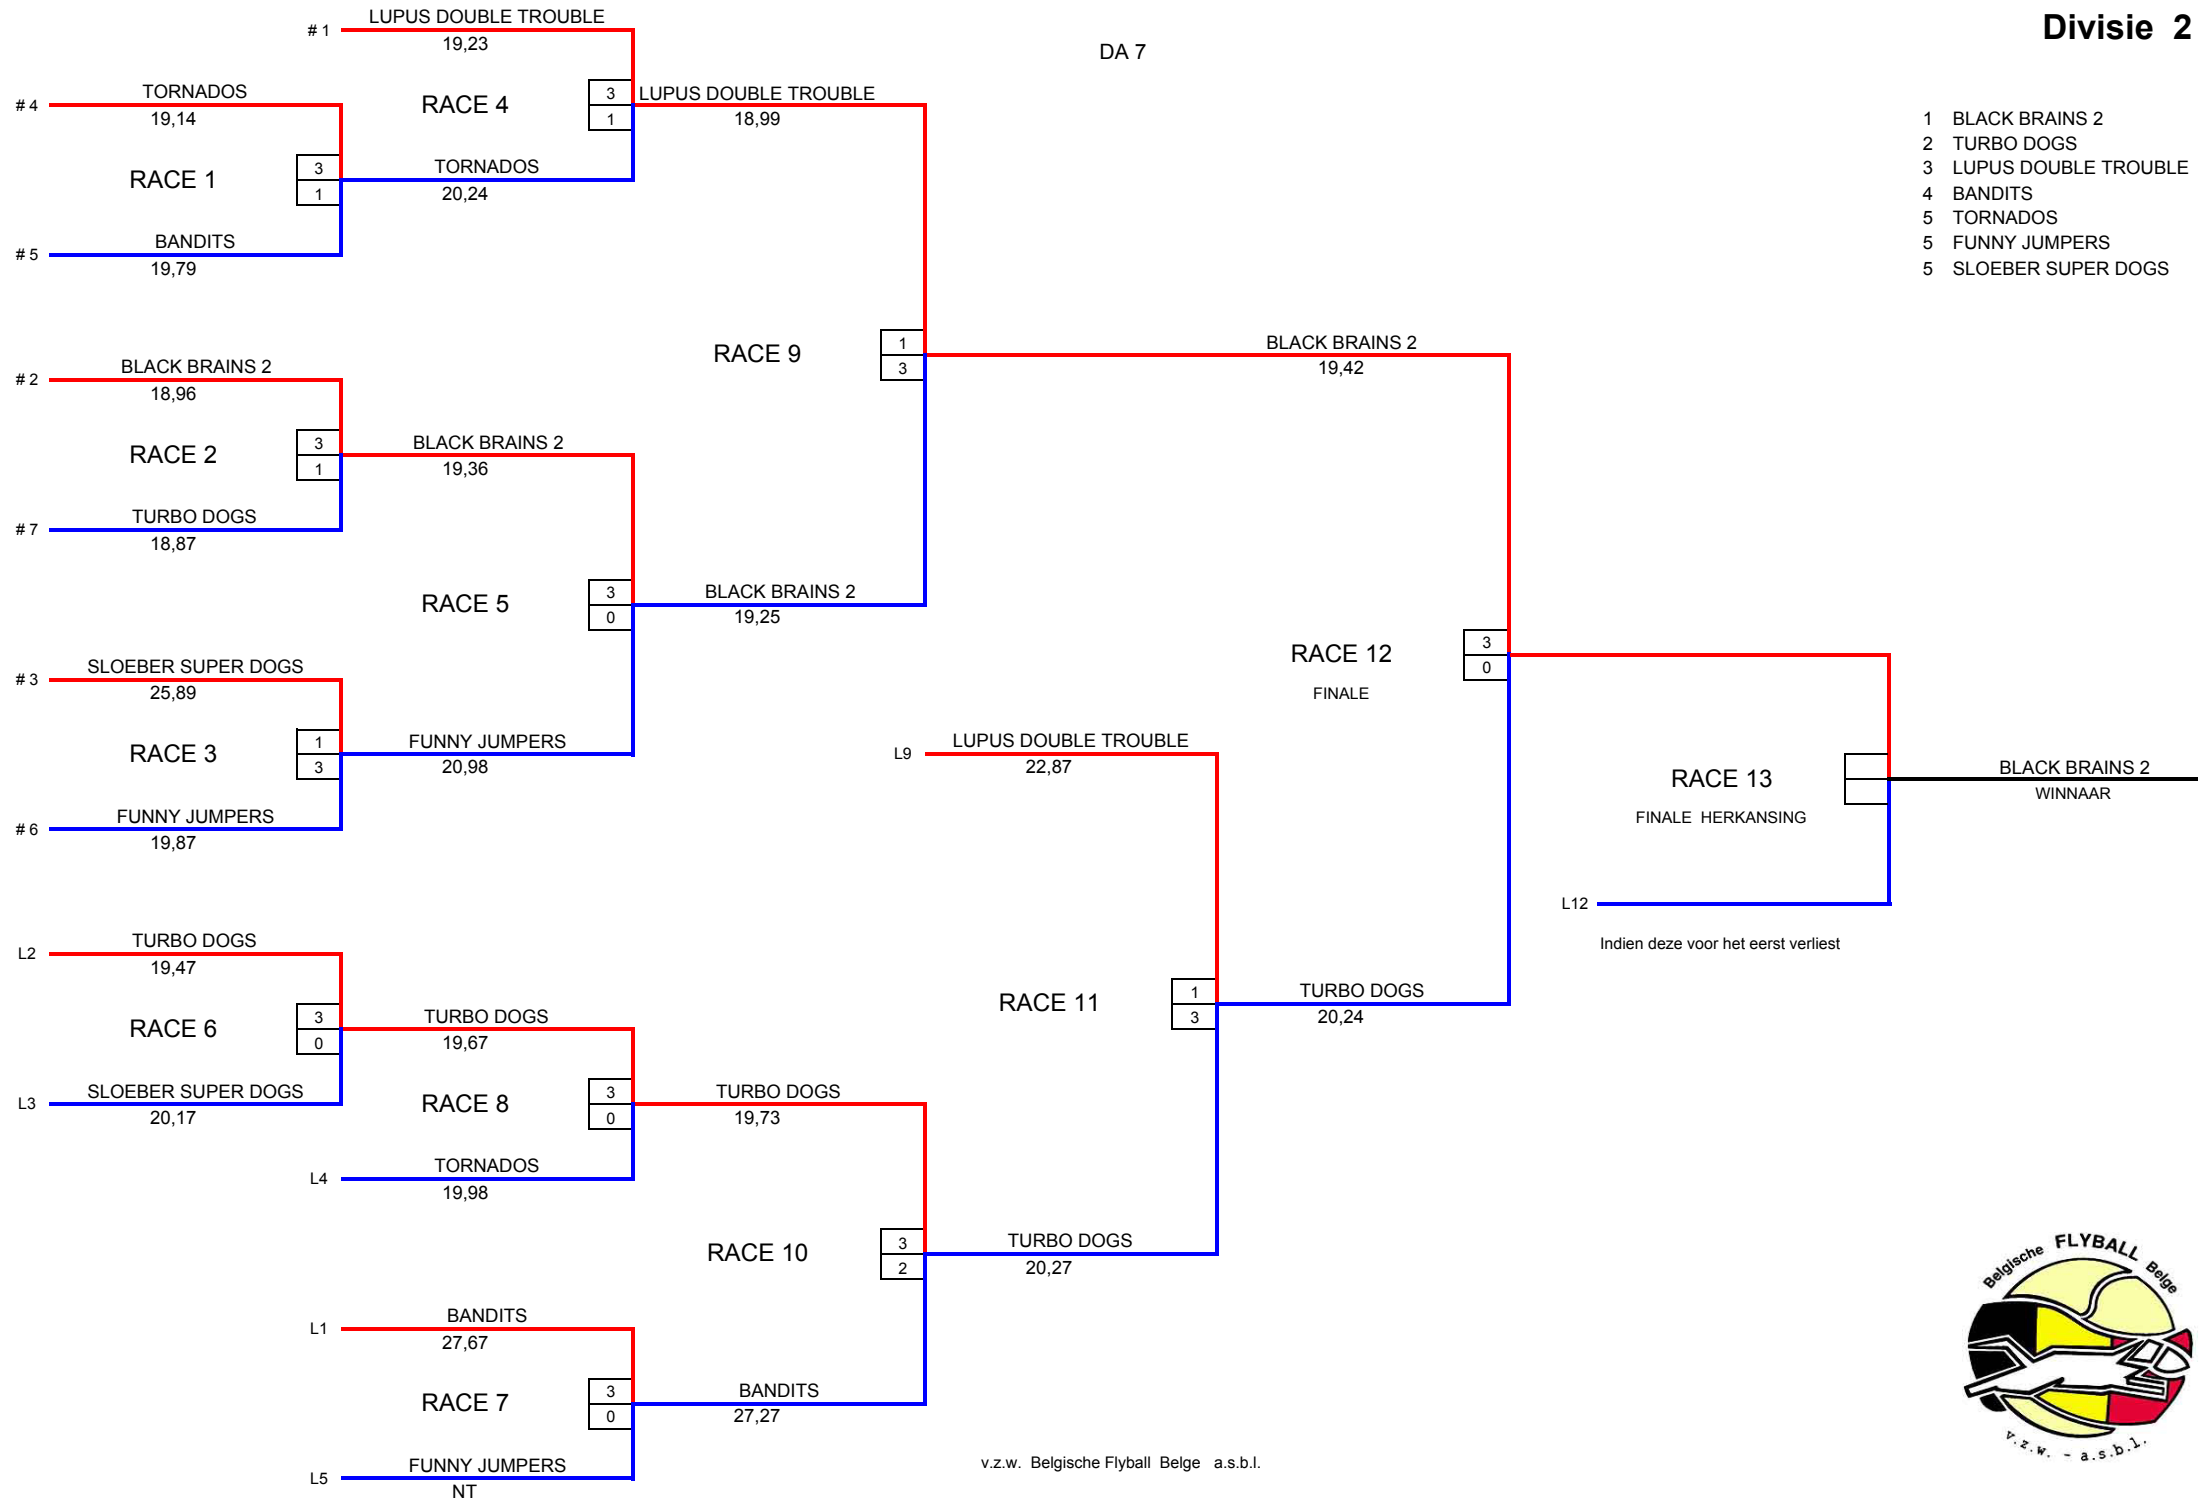 Divisie 2
DA 7
1 BLACK BRAINS 2
2 TURBO DOGS
3 LUPUS DOUBLE TROUBLE
4 BANDITS
5 TORNADOS
5 FUNNY JUMPERS
5 SLOEBER SUPER DOGS
# 1
LUPUS DOUBLE TROUBLE
19,23
# 4
TORNADOS
19,14
RACE 1
3
1
# 5
BANDITS
19,79
RACE 4
3
1
TORNADOS
20,24
LUPUS DOUBLE TROUBLE
18,99
# 2
BLACK BRAINS 2
18,96
RACE 2
3
1
# 7
TURBO DOGS
18,87
BLACK BRAINS 2
19,36
RACE 5
3
0
# 3
SLOEBER SUPER DOGS
25,89
RACE 3
1
3
# 6
FUNNY JUMPERS
19,87
FUNNY JUMPERS
20,98
BLACK BRAINS 2
19,25
RACE 9
1
3
BLACK BRAINS 2
19,42
RACE 12
FINALE
3
0
L9
LUPUS DOUBLE TROUBLE
22,87
RACE 11
1
3
TURBO DOGS
20,24
RACE 13
FINALE HERKANSING
BLACK BRAINS 2
WINNAAR
L12
Indien deze voor het eerst verliest
L2
TURBO DOGS
19,47
RACE 6
3
0
L3
SLOEBER SUPER DOGS
20,17
TURBO DOGS
19,67
RACE 8
3
0
L4
TORNADOS
19,98
TURBO DOGS
19,73
RACE 10
3
2
TURBO DOGS
20,27
L1
BANDITS
27,67
RACE 7
3
0
L5
FUNNY JUMPERS
NT
BANDITS
27,27
v.z.w. Belgische Flyball Belge a.s.b.l.
Belgische FLYBALL Belge
v.z.w. - a.s.b.l.